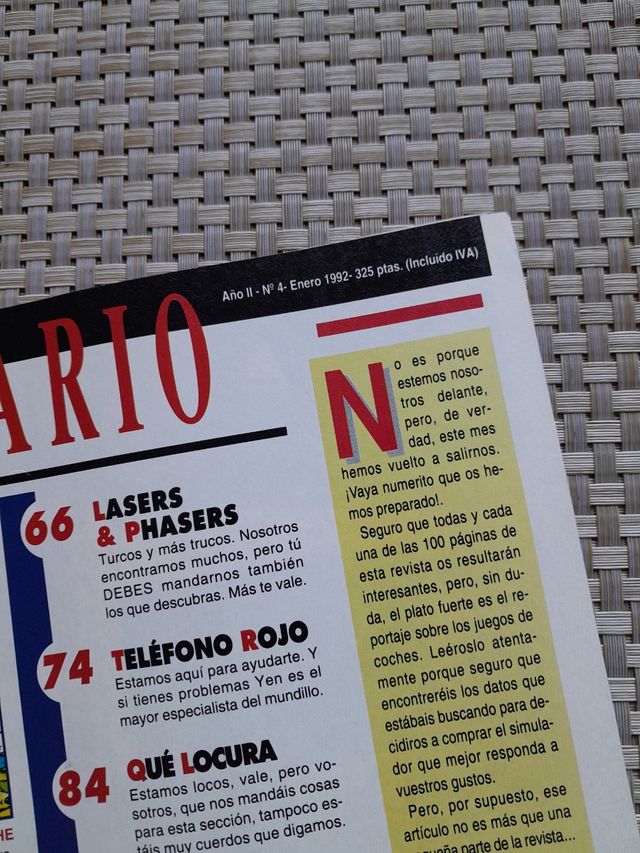 Año II - Nº 4- Enero 1992- 325 ptas. (Incluido IVA)
ARIO
66 LASERS
& PHASERS
Turcos y más trucos. Nosotros
encontramos muchos, pero tú
DEBES mandarnos también
los que descubras. Más te vale.
74 TELÉFONO ROJO
Estamos aquí para ayudarte. Y
si tienes problemas Yen es el
mayor especialista del mundillo.
84 QUÉ LOCURA
Estamos locos, vale, pero vo-
sotros, que nos mandáis cosas
para esta sección, tampoco es-
táis muy cuerdos que digamos.
HE
No es porque
estemos noso-
tros delante,
pero, de ver-
dad, este mes
hemos vuelto a salirnos.
¡Vaya numerito que os he-
mos preparado!.
Seguro que todas y cada
una de las 100 páginas de
esta revista os resultarán
interesantes, pero, sin du-
da, el plato fuerte es el re-
portaje sobre los juegos de
coches. Leéroslo atenta-
mente porque seguro que
encontreréis los datos que
estábais buscando para de-
cidiros a comprar el simula-
dor que mejor responda a
vuestros gustos.
Pero, por supuesto, ese
artículo no es más que una
pequeña parte de la revista...